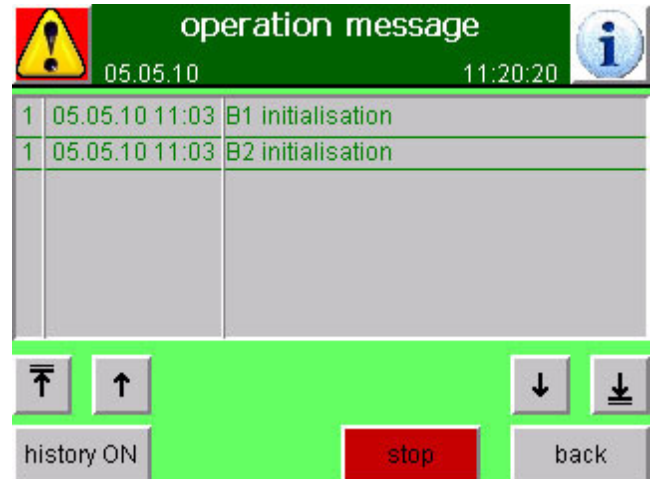 operation message
05.05.10 11:20:20
1 05.05.10 11:03 B1 initialisation
1 05.05.10 11:03 B2 initialisation
history ON stop back